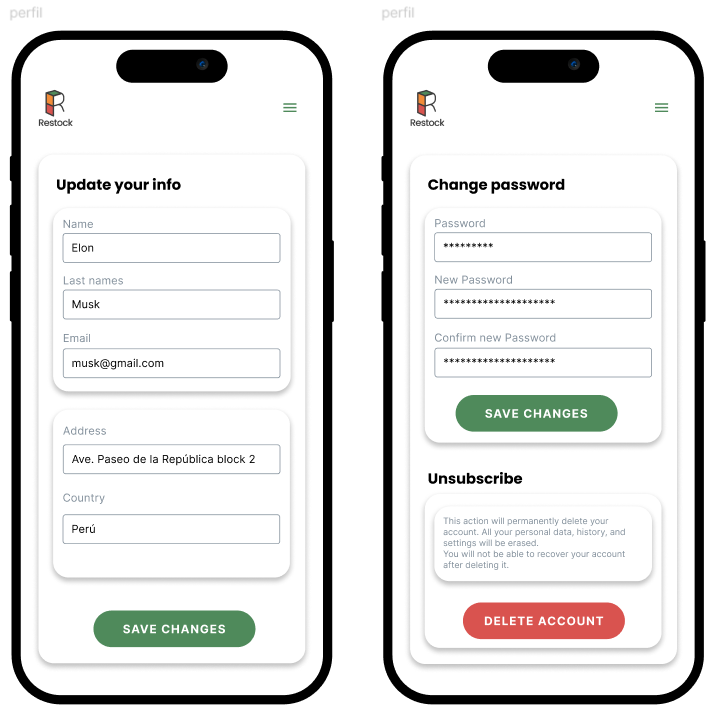 perfil
Restock
Update your info
Name
Elon
Last names
Musk
Email
musk@gmail.com
Address
Ave. Paseo de la República block 2
Country
Perú
SAVE CHANGES
perfil
Restock
Change password
Password
*********
New Password
********************
Confirm new Password
********************
SAVE CHANGES
Unsubscribe
This action will permanently delete your
account. All your personal data, history, and
settings will be erased.
You will not be able to recover your account
after deleting it.
DELETE ACCOUNT